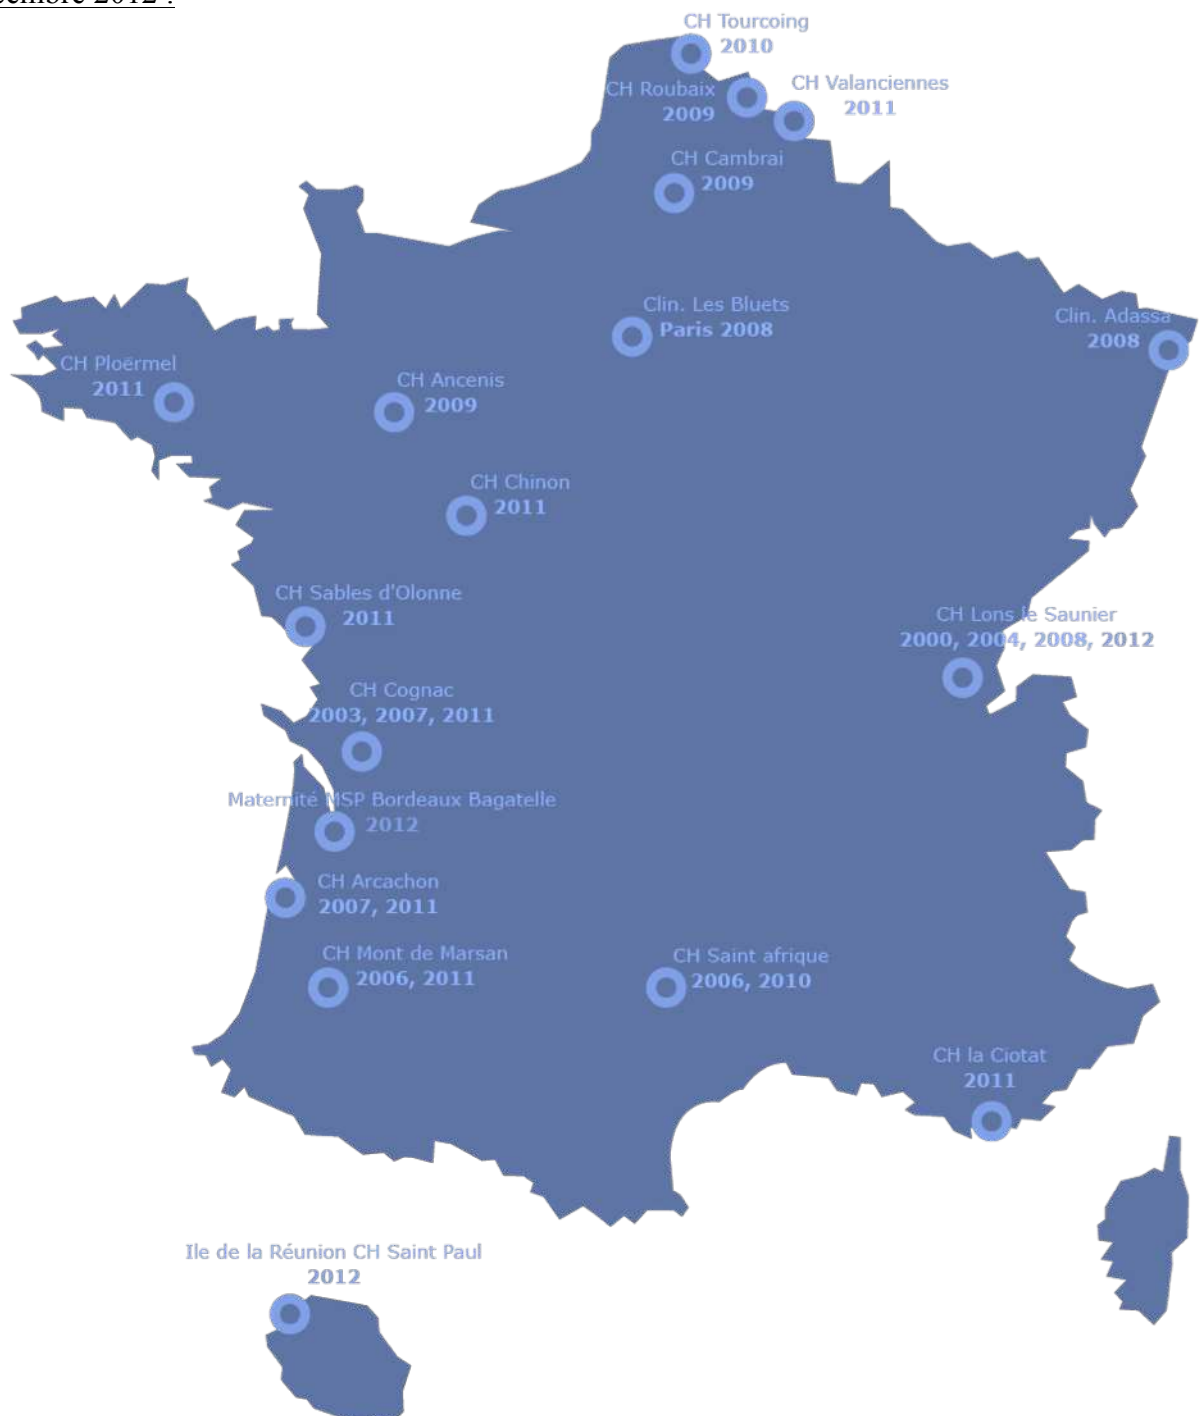 2012 :
CH Tourcoing
2010
CH Roubaix
2009
CH Valanciennes
2011
CH Cambrai
2009
Clin. Les Bluets
Paris 2008
Clin. Adassa
2008
CH Ploërmel
2011
CH Ancenis
2009
CH Chinon
2011
CH Sables d'Olonne
2011
CH Lons le Saunier
2000, 2004, 2008, 2012
CH Cognac
2003, 2007, 2011
Maternité MSP Bordeaux Bagatelle
2012
CH Arcachon
2007, 2011
CH Mont de Marsan
2006, 2011
CH Saint afrique
2006, 2010
CH la Ciotat
2011
Ile de la Réunion CH Saint Paul
2012